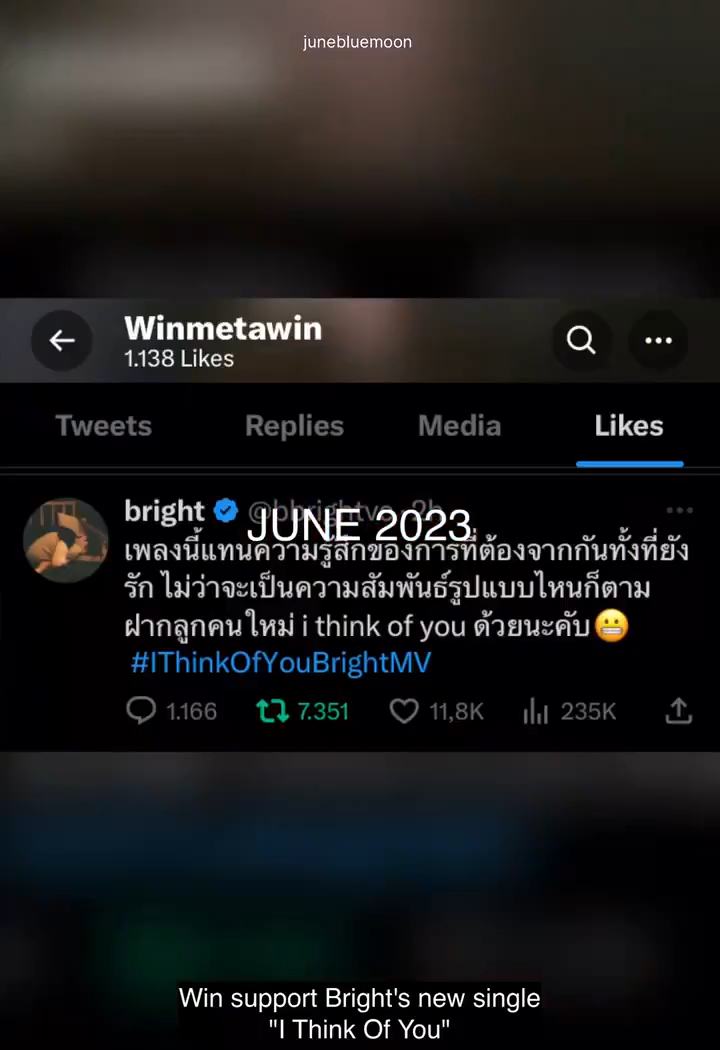 junebluemoon
Winmetawin
1.138 Likes
Tweets Replies Media Likes
bright
JUNE 2023
เพลงนี้แทนความรู้สึกของการที่ต้องจากกันทั้งที่ยัง
รัก ไม่ว่าจะเป็นความสัมพันธ์รูปแบบไหนก็ตาม
ฝากลูกคนใหม่ i think of you ด้วยนะคับ😬
#IThinkOfYouBrightMV
1.166 7.351 11,8K 235K
Win support Bright's new single
"I Think Of You"